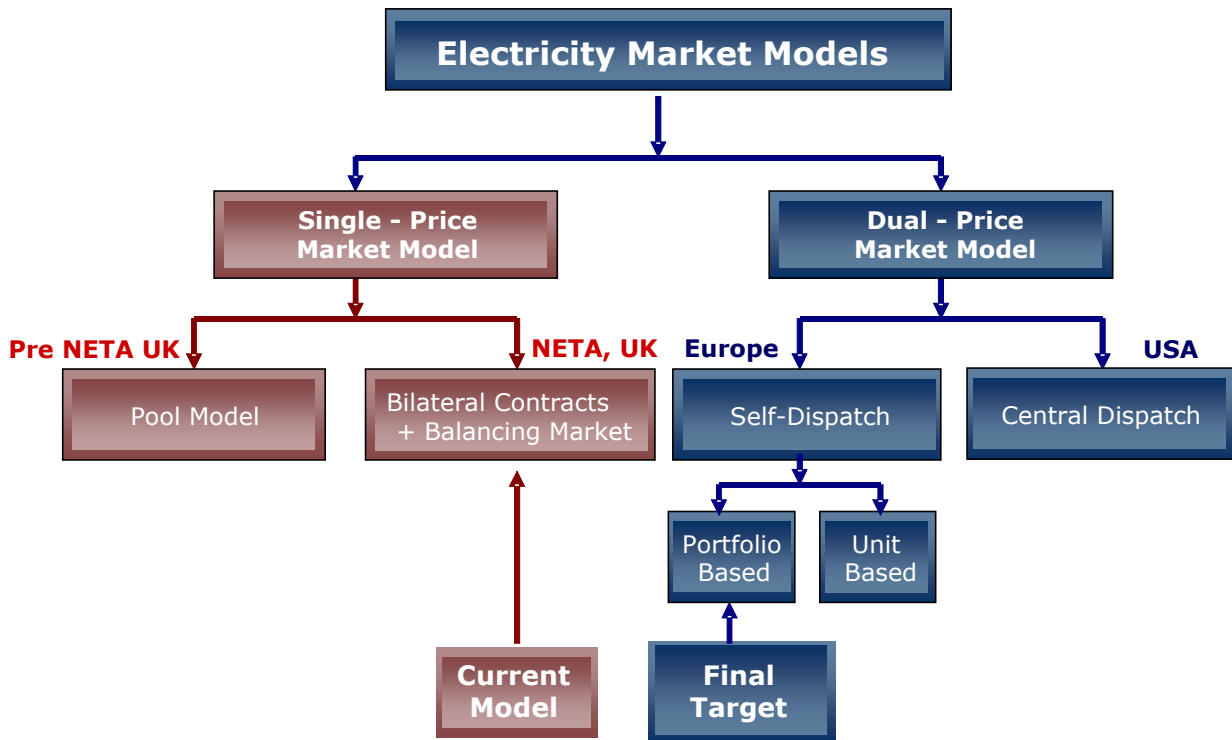 Electricity Market Models
Single - Price
Market Model
Dual - Price
Market Model
Pre NETA UK
NETA, UK
Europe
USA
Pool Model
Bilateral Contracts
+ Balancing Market
Self-Dispatch
Central Dispatch
Portfolio
Based
Unit
Based
Current
Model
Final
Target